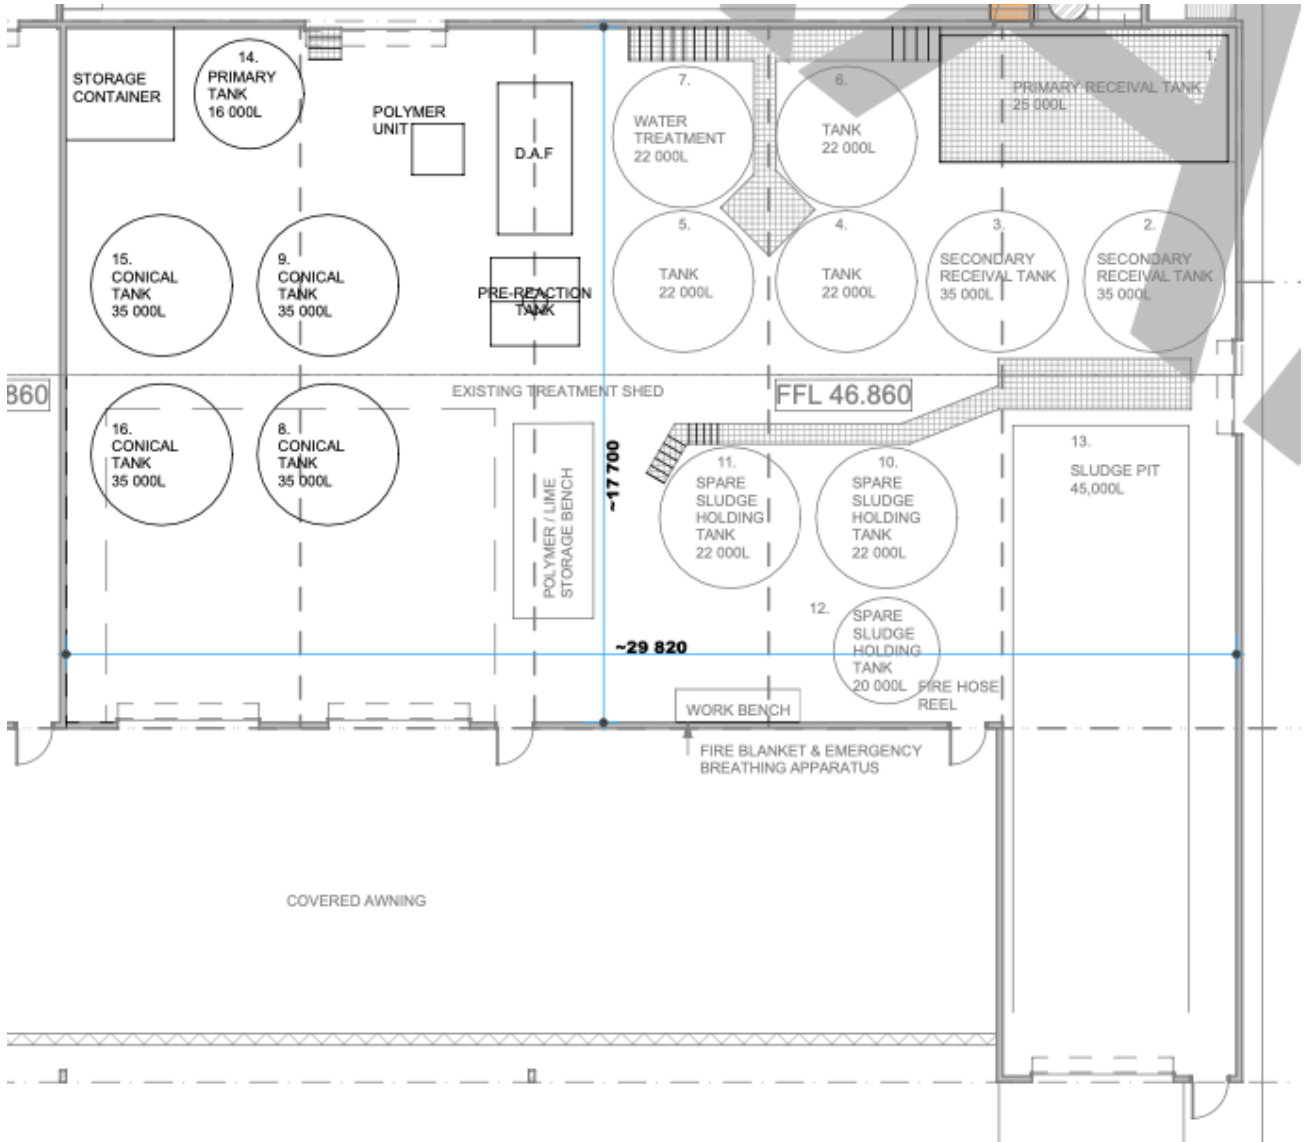 STORAGE
CONTAINER
14.
PRIMARY
TANK
16 000L
POLYMER
UNIT
D.A.F
7.
WATER
TREATMENT
22 000L
6.
TANK
22 000L
1.
PRIMARY RECEIVAL TANK
25 000L
15.
CONICAL
TANK
35 000L
9.
CONICAL
TANK
35 000L
PRE-REACTION
TANK
5.
TANK
22 000L
4.
TANK
22 000L
3.
SECONDARY
RECEIVAL TANK
35 000L
2.
SECONDARY
RECEIVAL TANK
35 000L
860
EXISTING TREATMENT SHED
FFL 46.860
16.
CONICAL
TANK
35 000L
8.
CONICAL
TANK
35 000L
POLYMER / LIME
STORAGE BENCH
~17 700
11.
SPARE
SLUDGE
HOLDING
TANK
22 000L
10.
SPARE
SLUDGE
HOLDING
TANK
22 000L
13.
SLUDGE PIT
45,000L
12.
SPARE
SLUDGE
HOLDING
TANK
20 000L
~29 820
FIRE HOSE
REEL
WORK BENCH
FIRE BLANKET & EMERGENCY
BREATHING APPARATUS
COVERED AWNING